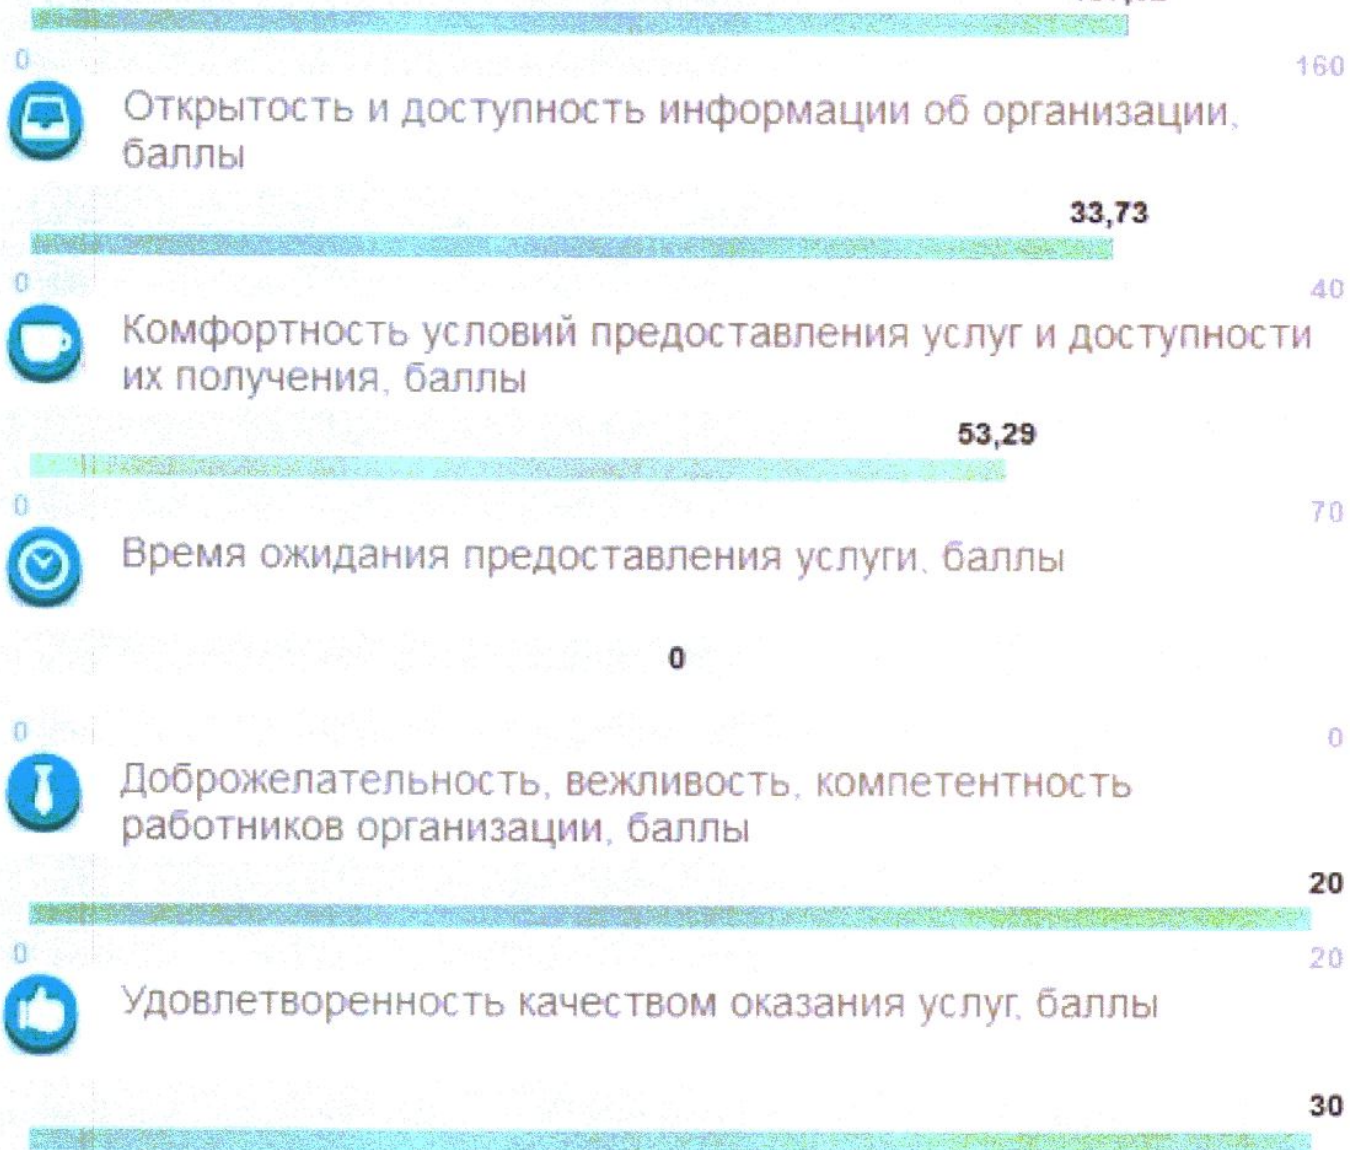 0
160
Открытость и доступность информации об организации,
баллы
33,73
0
40
Комфортность условий предоставления услуг и доступности
их получения, баллы
53,29
0
70
Время ожидания предоставления услуги, баллы
0
0
0
Доброжелательность, вежливость, компетентность
работников организации, баллы
20
0
20
Удовлетворенность качеством оказания услуг, баллы
30